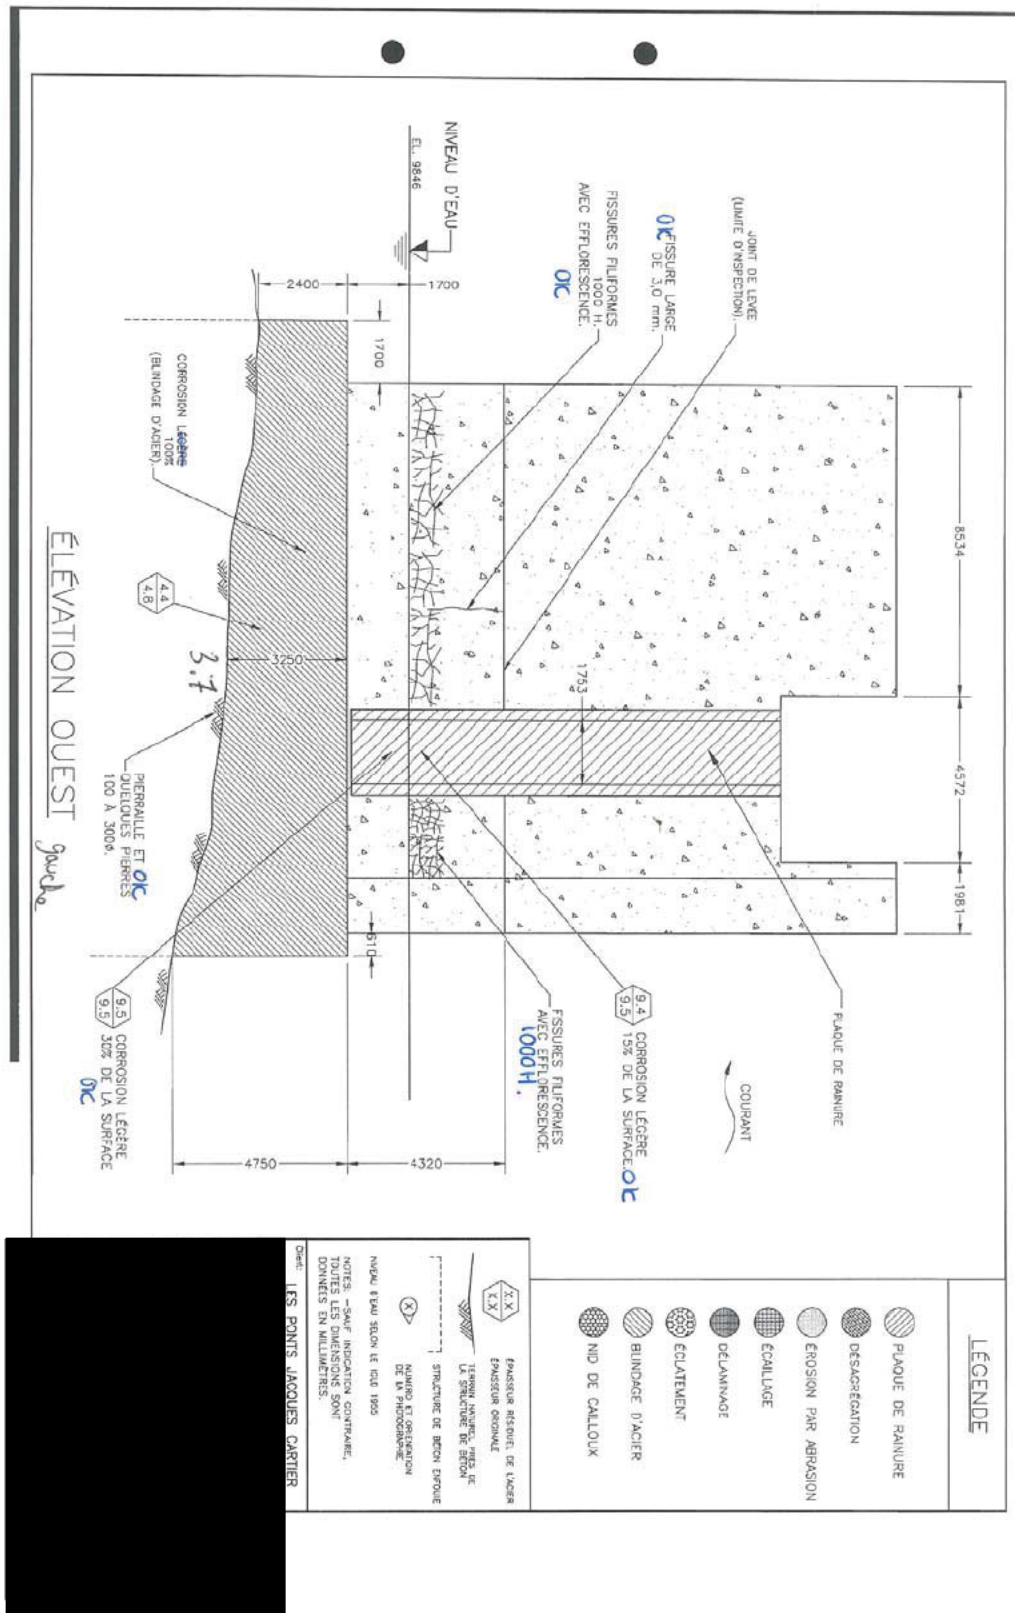 NIVEAU D'EAU
EL. 9846
FISSURES FILIFORMES
1000 H.
AVEC EFFLORESCENCE.
OK
FISSURE LARGE
DE 3,0 mm.
OK
JOINT DE LEVÉE
(LIMITE D'INSPECTION).
2400
1700
1700
8534
4572
1981
1753
3250
610
4750
4320
CORROSION LÉGÈRE
100%
(BLINDAGE D'ACIER).
4.4
4.8
3.7
PIERRAILLE ET OK
QUELQUES PIERRES
100 À 300ø.
9.5
9.5
CORROSION LÉGÈRE
30% DE LA SURFACE
OK
FISSURES FILIFORMES
AVEC EFFLORESCENCE.
1000 H.
9.4
9.5
CORROSION LÉGÈRE
15% DE LA SURFACE. OK
PLAQUE DE RAINURE
COURANT
ÉLÉVATION OUEST
gauche
LÉGENDE
PLAQUE DE RAINURE
DÉSAGRÉGATION
ÉROSION PAR ABRASION
ÉCAILLAGE
DÉLAMINAGE
ÉCLATEMENT
BLINDAGE D'ACIER
NID DE CAILLOUX
X.X
X.X
ÉPAISSEUR RÉSIDUEL DE L'ACIER
ÉPAISSEUR ORIGINALE
TERRAIN NATUREL PRES DE
LA STRUCTURE DE BÉTON
STRUCTURE DE BÉTON ENFOUIE
X
NUMÉRO ET ORIENTATION
DE LA PHOTOGRAPHIE
NIVEAU D'EAU SELON LE IGLD 1955
NOTES: -SAUF INDICATION CONTRAIRE,
TOUTES LES DIMENSIONS SONT
DONNÉES EN MILLIMÈTRES.
Client:
LES PONTS JACQUES CARTIER